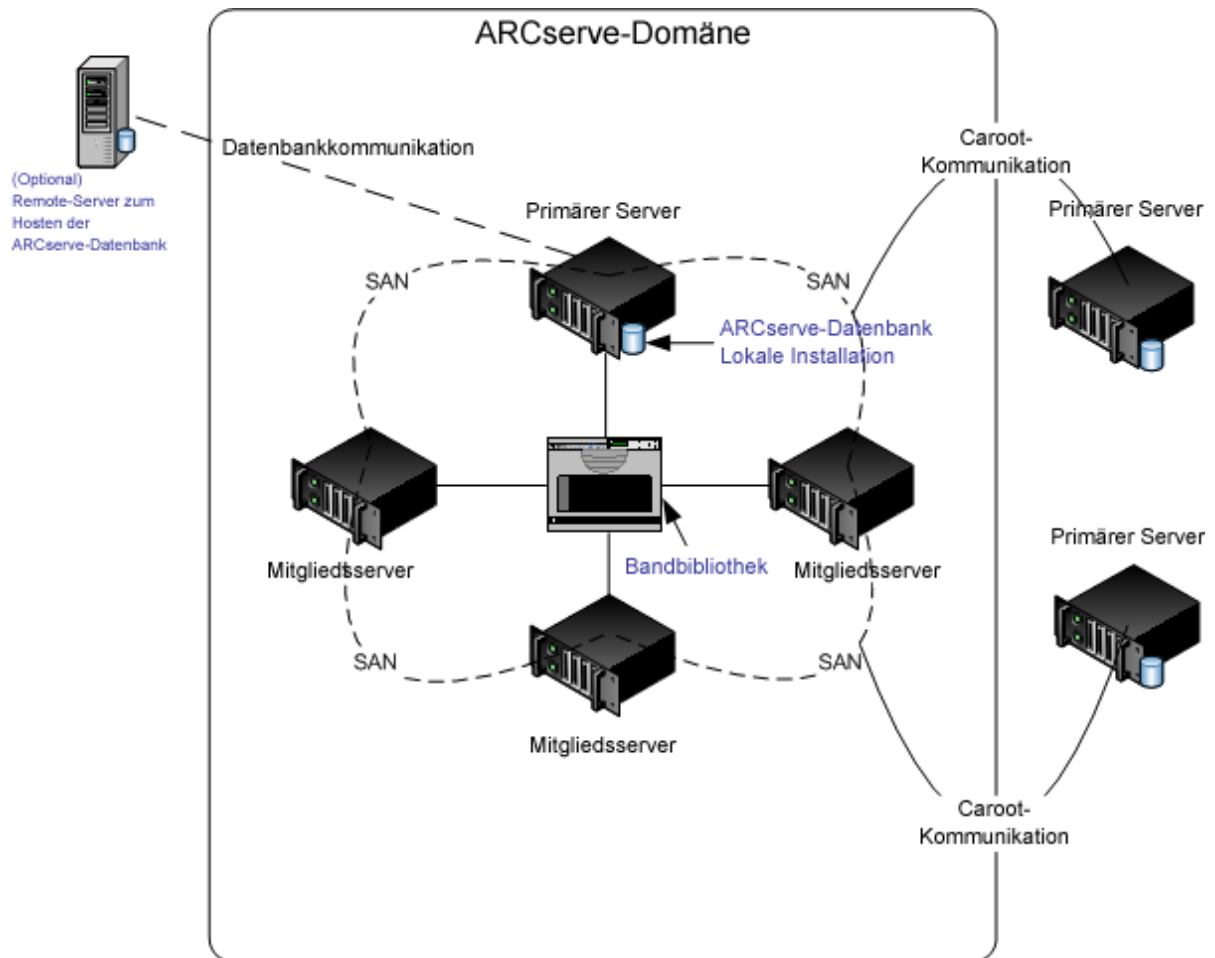 ARCserve-Domäne
Datenbankkommunikation
(Optional)
Remote-Server zum
Hosten der
ARCserve-Datenbank
Caroot-
Kommunikation
Primärer Server
Primärer Server
SAN
SAN
ARCserve-Datenbank
Lokale Installation
Mitgliedsserver
Bandbibliothek
Mitgliedsserver
Primärer Server
SAN
SAN
Mitgliedsserver
Caroot-
Kommunikation